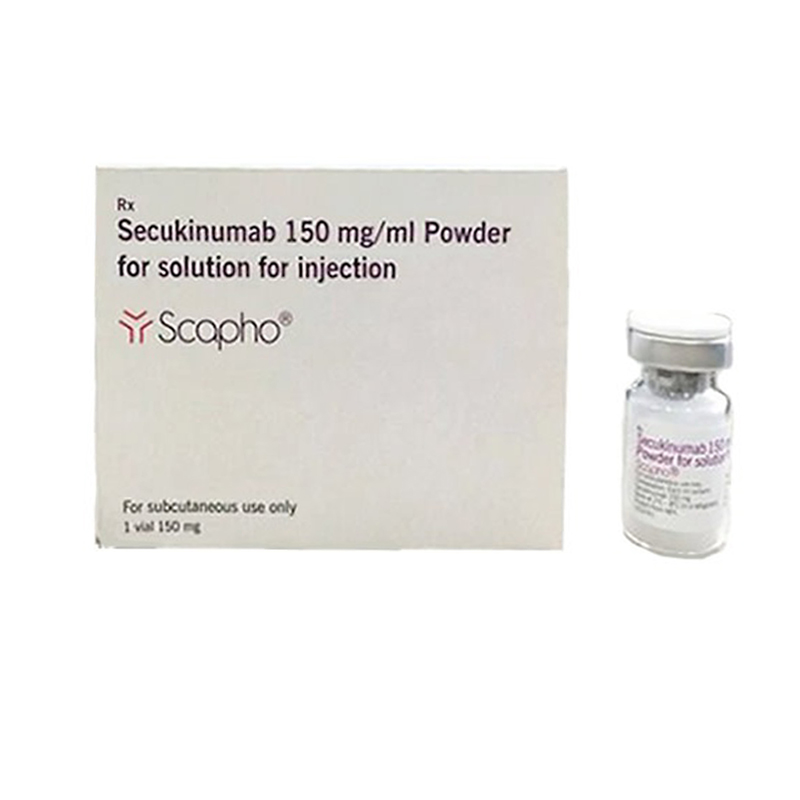 Rx
Secukinumab 150 mg/ml Powder
for solution for injection
Scapho®
For subcutaneous use only
1 vial 150 mg
Secukinumab 150
Powder for solution
Scapho®